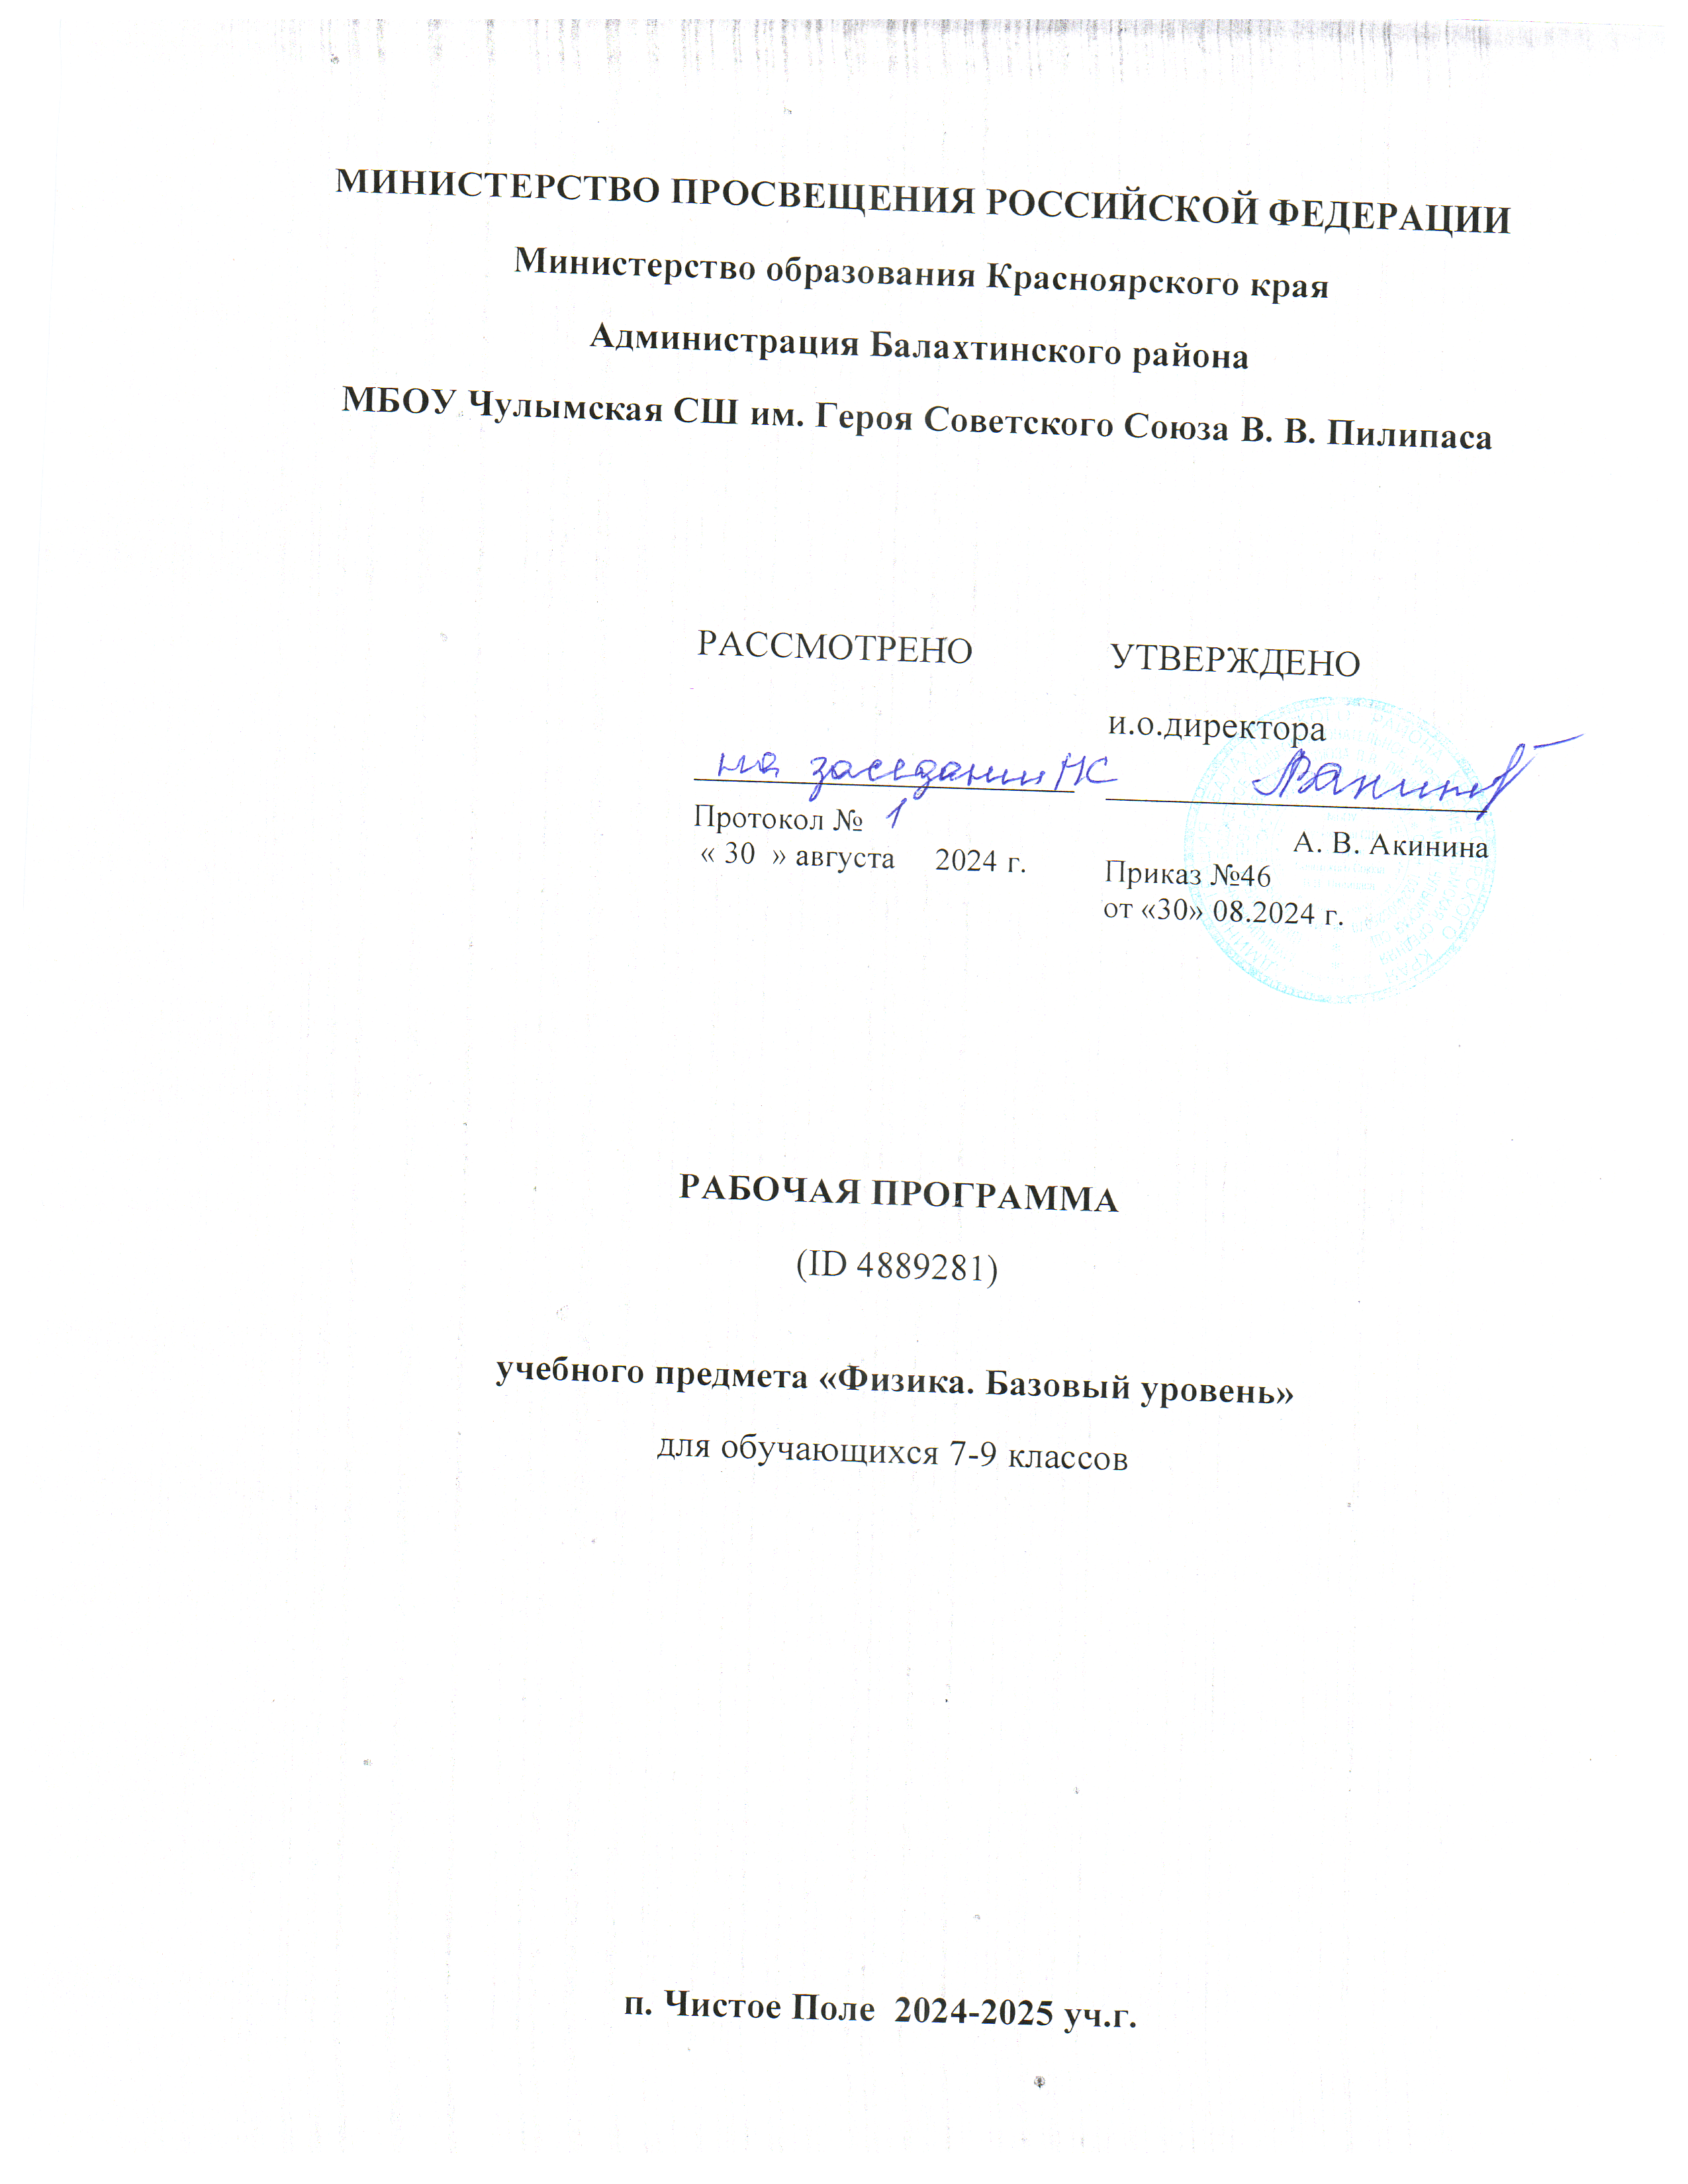 МИНИСТЕРСТВО ПРОСВЕЩЕНИЯ РОССИЙСКОЙ ФЕДЕРАЦИИ
Министерство образования Красноярского края
Администрация Балахтинского района
МБОУ Чулымская СШ им. Героя Советского Союза В. В. Пилипаса
РАССМОТРЕНО
на заседании МС
Протокол № 1
« 30 » августа 2024 г.
УТВЕРЖДЕНО
и.о.директора
А. В. Акинина
Приказ №46
от «30» 08.2024 г.
РАБОЧАЯ ПРОГРАММА
(ID 4889281)
учебного предмета «Физика. Базовый уровень»
для обучающихся 7-9 классов
п. Чистое Поле 2024-2025 уч.г.